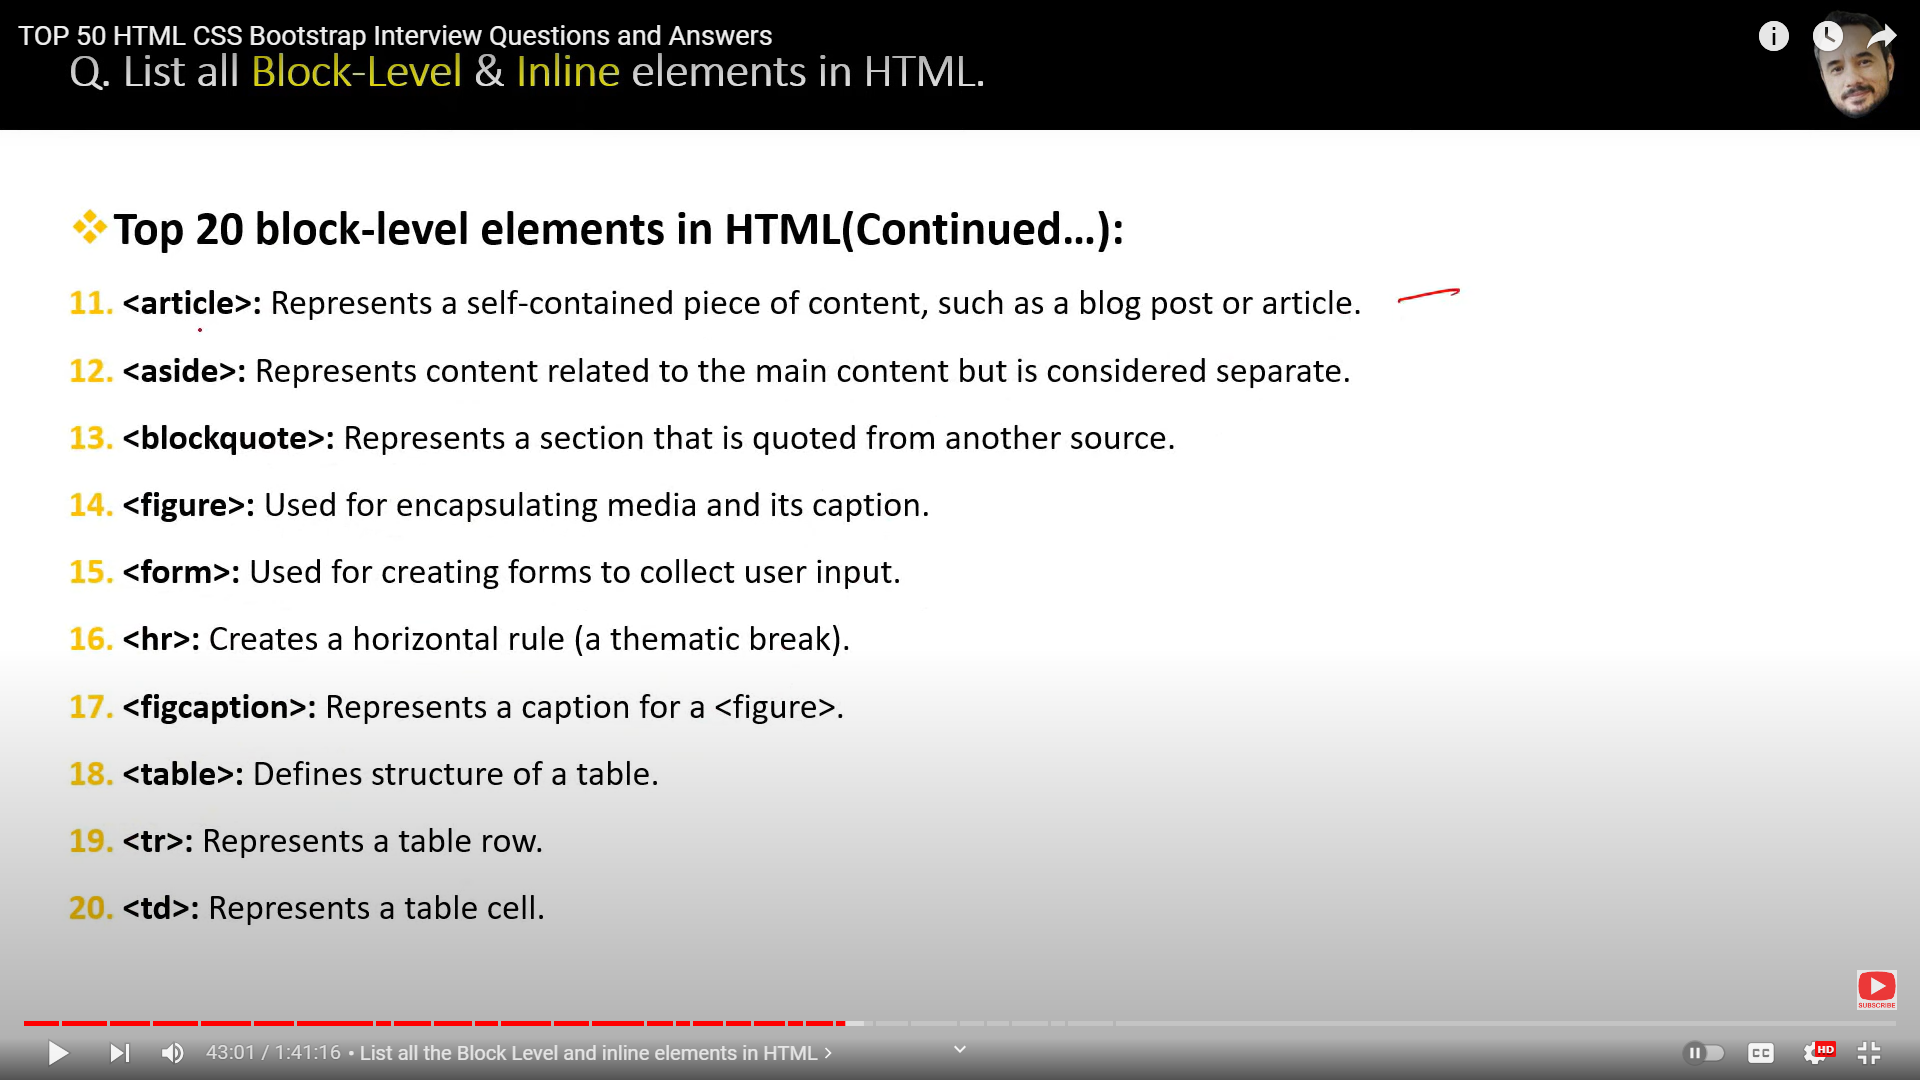 TOP 50 HTML CSS Bootstrap Interview Questions and Answers
Q. List all Block-Level & Inline elements in HTML.
Top 20 block-level elements in HTML(Continued...):
11. <article>: Represents a self-contained piece of content, such as a blog post or article.
12. <aside>: Represents content related to the main content but is considered separate.
13. <blockquote>: Represents a section that is quoted from another source.
14. <figure>: Used for encapsulating media and its caption.
15. <form>: Used for creating forms to collect user input.
16. <hr>: Creates a horizontal rule (a thematic break).
17. <figcaption>: Represents a caption for a <figure>.
18. <table>: Defines structure of a table.
19. <tr>: Represents a table row.
20. <td>: Represents a table cell.
SUBSCRIBE
43:01 / 1:41:16 • List all the Block Level and inline elements in HTML >
CC
HD